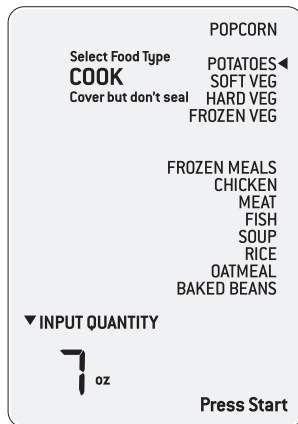 POPCORN
Select Food Type
COOK
Cover but don't seal
POTATOES◀
SOFT VEG
HARD VEG
FROZEN VEG
FROZEN MEALS
CHICKEN
MEAT
FISH
SOUP
RICE
OATMEAL
BAKED BEANS
▼INPUT QUANTITY
7 oz
Press Start